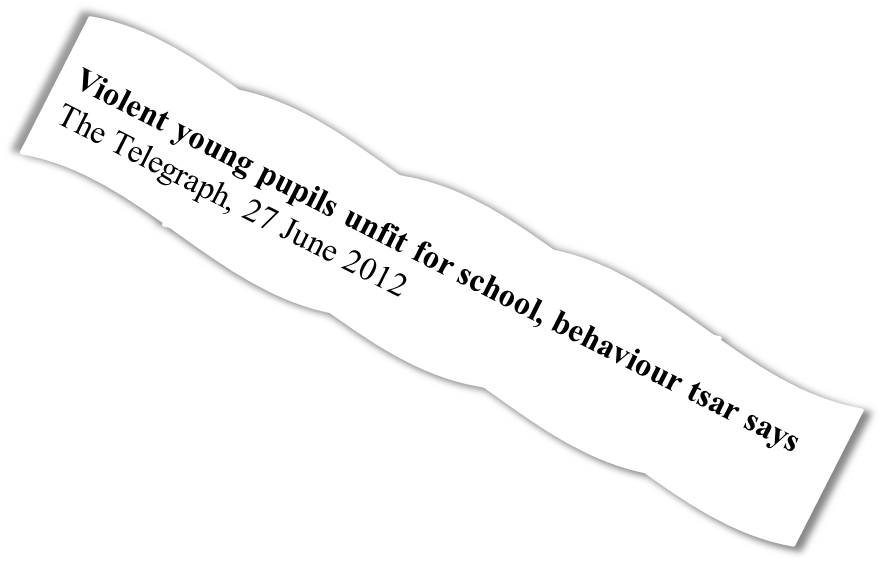 Violent young pupils unfit for school, behaviour tsar says
The Telegraph, 27 June 2012